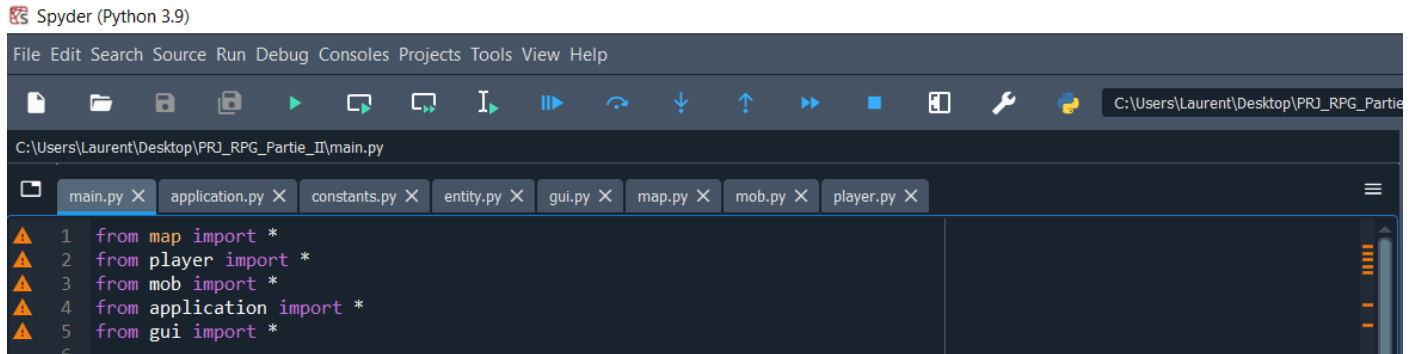 Spyder (Python 3.9)
File Edit Search Source Run Debug Consoles Projects Tools View Help
C:\Users\Laurent\Desktop\PRJ_RPG_Partie
C:\Users\Laurent\Desktop\PRJ_RPG_Partie_II\main.py
main.py application.py constants.py entity.py gui.py map.py mob.py player.py
1 from map import *
2 from player import *
3 from mob import *
4 from application import *
5 from gui import *
6